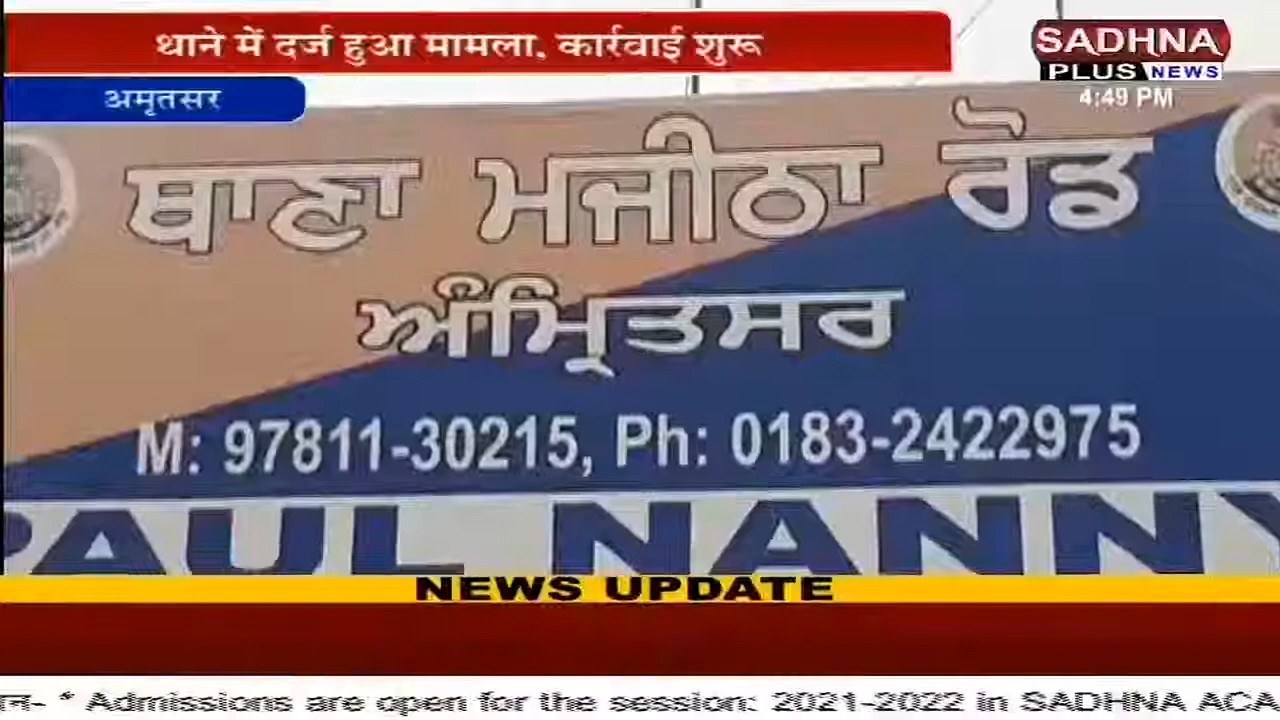 थाने में दर्ज हुआ मामला, कार्रवाई शुरू
SADHNA
PLUS NEWS
4:49 PM
अमृतसर
ਥਾਣਾ ਮਜੀਠਾ ਰੋਡ
ਅੰਮ੍ਰਿਤਸਰ
M: 97811-30215, Ph: 0183-2422975
PAUL NANNY
NEWS UPDATE
न- * Admissions are open for the session: 2021-2022 in SADHNA ACA